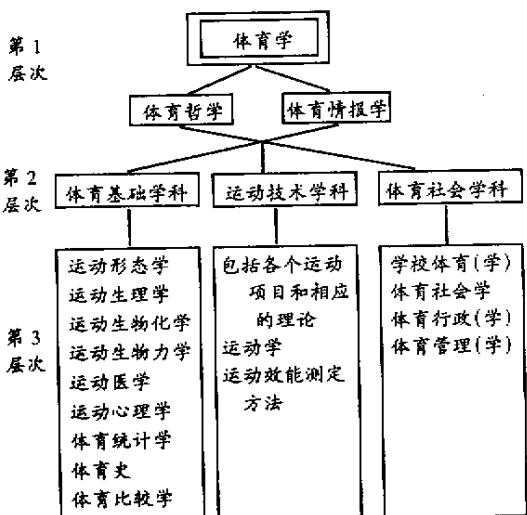 第1
层次
体育学
体育哲学
体育情报学
第2
层次
体育基础学科
运动技术学科
体育社会学科
第3
层次
运动形态学
运动生理学
运动生物化学
运动生物力学
运动医学
运动心理学
体育统计学
体育史
体育比较学
包括各个运动
项目和相应
的理论
运动学
运动效能测定
方法
学校体育(学)
体育社会学
体育行政(学)
体育管理(学)